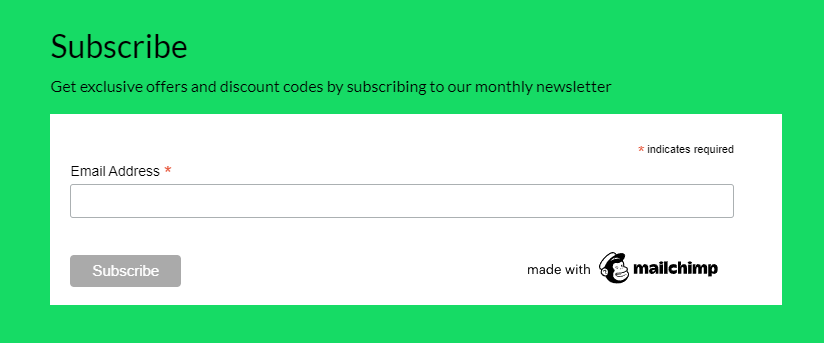 Subscribe
Get exclusive offers and discount codes by subscribing to our monthly newsletter
* indicates required
Email Address *
Subscribe
made with mailchimp